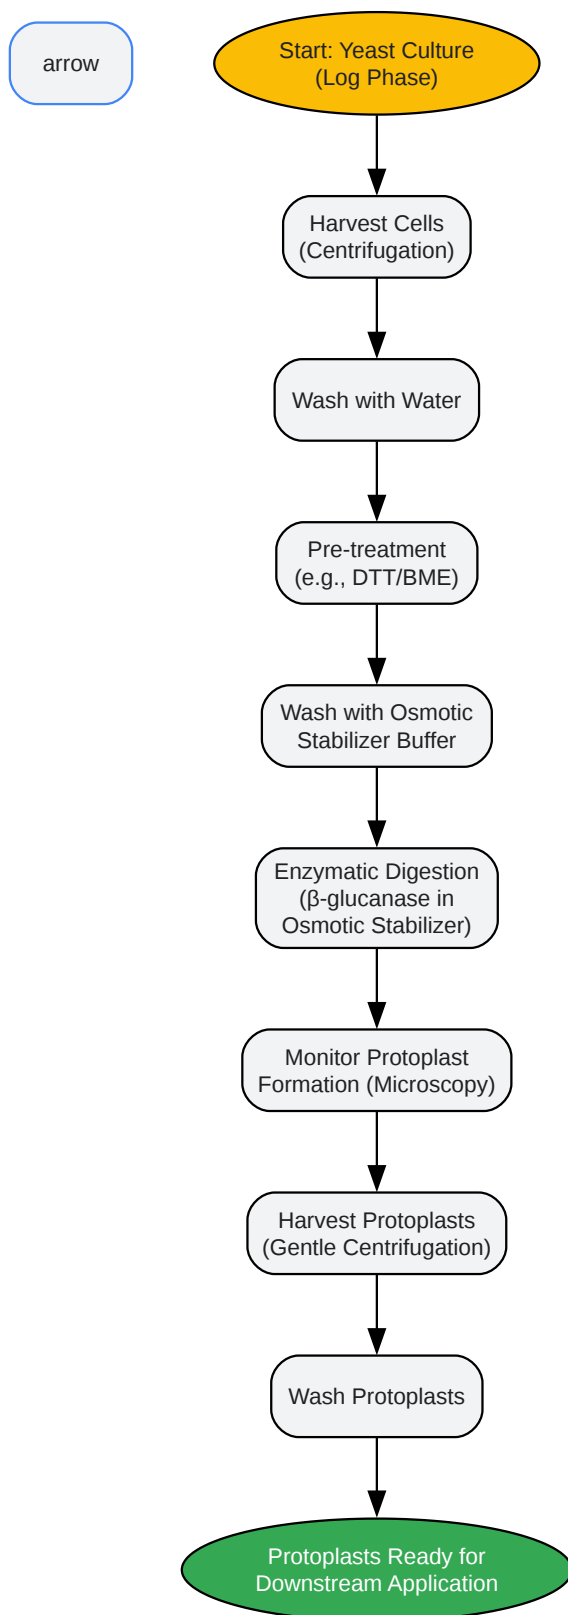 arrow
Start: Yeast Culture
(Log Phase)
Harvest Cells
(Centrifugation)
Wash with Water
Pre-treatment
(e.g., DTT/BME)
Wash with Osmotic
Stabilizer Buffer
Enzymatic Digestion
(β-glucanase in
Osmotic Stabilizer)
Monitor Protoplast
Formation (Microscopy)
Harvest Protoplasts
(Gentle Centrifugation)
Wash Protoplasts
Protoplasts Ready for
Downstream Application